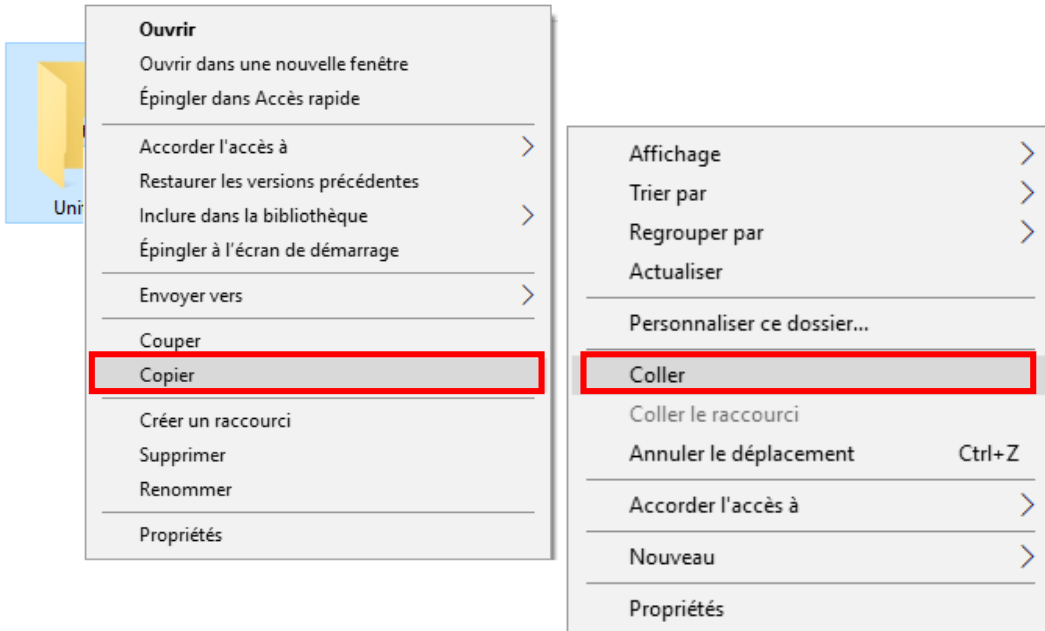 Ouvrir
Ouvrir dans une nouvelle fenêtre
Épingler dans Accès rapide
Accorder l'accès à
Restaurer les versions précédentes
Inclure dans la bibliothèque
Épingler à l’écran de démarrage
Envoyer vers
Couper
Copier
Créer un raccourci
Supprimer
Renommer
Propriétés
Affichage
Trier par
Regrouper par
Actualiser
Personnaliser ce dossier...
Coller
Coller le raccourci
Annuler le déplacement Ctrl+Z
Accorder l'accès à
Nouveau
Propriétés